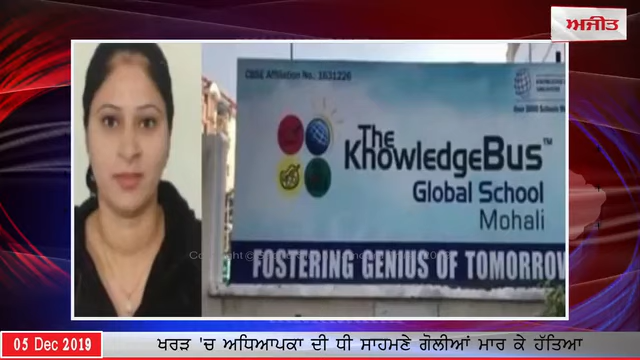 ਅਜੀਤ
CBSE Affiliation No.: 1631226
The
KnowledgeBus™
Global School
Mohali
FOSTERING GENIUS OF TOMORROW
05 Dec 2019
ਖਰੜ 'ਚ ਅਧਿਆਪਕਾ ਦੀ ਧੀ ਸਾਹਮਣੇ ਗੋਲੀਆਂ ਮਾਰ ਕੇ ਹੱਤਿਆ